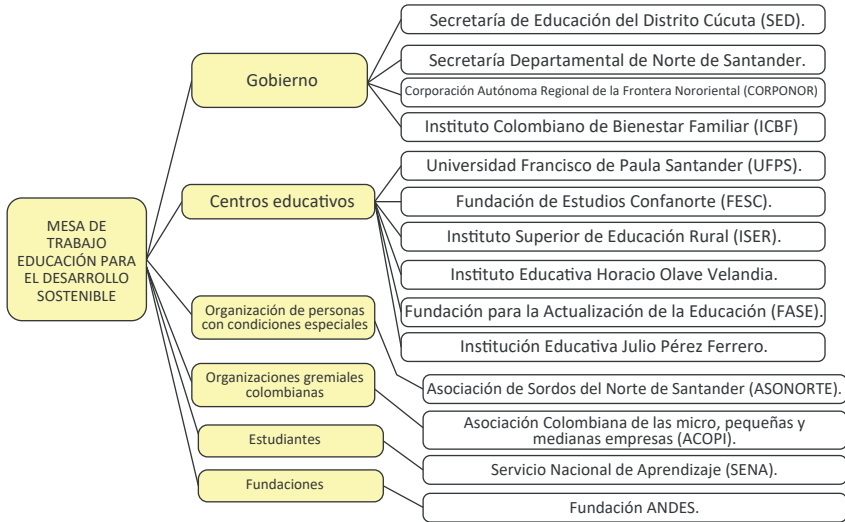 MESA DE
TRABAJO
EDUCACIÓN PARA
EL DESARROLLO
SOSTENIBLE
Gobierno
Secretaría de Educación del Distrito Cúcuta (SED).
Secretaría Departamental de Norte de Santander.
Corporación Autónoma Regional de la Frontera Nororiental (CORPONOR)
Instituto Colombiano de Bienestar Familiar (ICBF)
Centros educativos
Universidad Francisco de Paula Santander (UFPS).
Fundación de Estudios Confanorte (FESC).
Instituto Superior de Educación Rural (ISER).
Instituto Educativa Horacio Olave Velandia.
Fundación para la Actualización de la Educación (FASE).
Institución Educativa Julio Pérez Ferrero.
Organización de personas
con condiciones especiales
Asociación de Sordos del Norte de Santander (ASONORTE).
Organizaciones gremiales
colombianas
Asociación Colombiana de las micro, pequeñas y
medianas empresas (ACOPI).
Estudiantes
Servicio Nacional de Aprendizaje (SENA).
Fundaciones
Fundación ANDES.